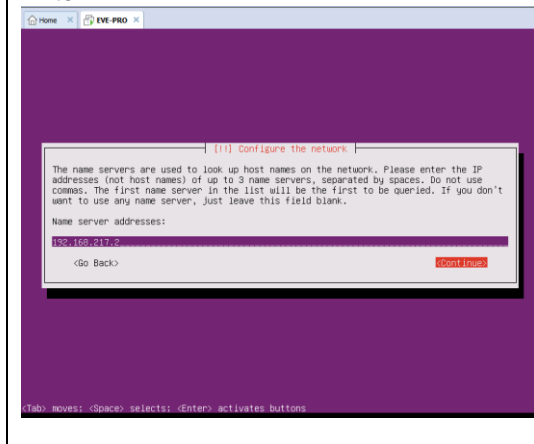 Home × EVE-PRO ×
[!!] Configure the network
The name servers are used to look up host names on the network. Please enter the IP
addresses (not host names) of up to 3 name servers, separated by spaces. Do not use
commas. The first name server in the list will be the first to be queried. If you don't
want to use any name server, just leave this field blank.
Name server addresses:
192.168.217.2
<Go Back> <Continue>
<Tab> moves; <Space> selects; <Enter> activates buttons